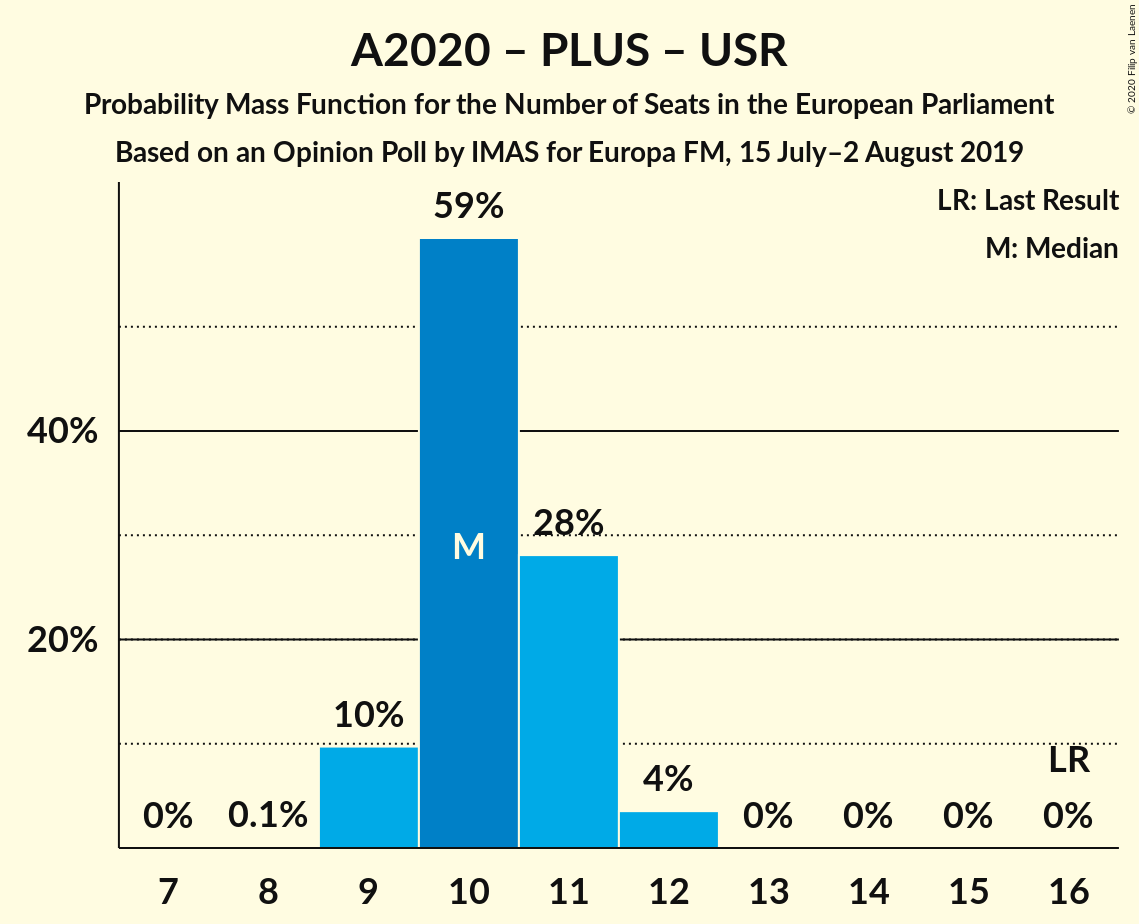 A2020 – PLUS – USR
Probability Mass Function for the Number of Seats in the European Parliament
Based on an Opinion Poll by IMAS for Europa FM, 15 July–2 August 2019
© 2020 Filip van Laenen
LR: Last Result
M: Median
59%
40%
28%
M
20%
10%
LR
4%
0%
0.1%
0%
0%
0%
0%
7 8 9 10 11 12 13 14 15 16